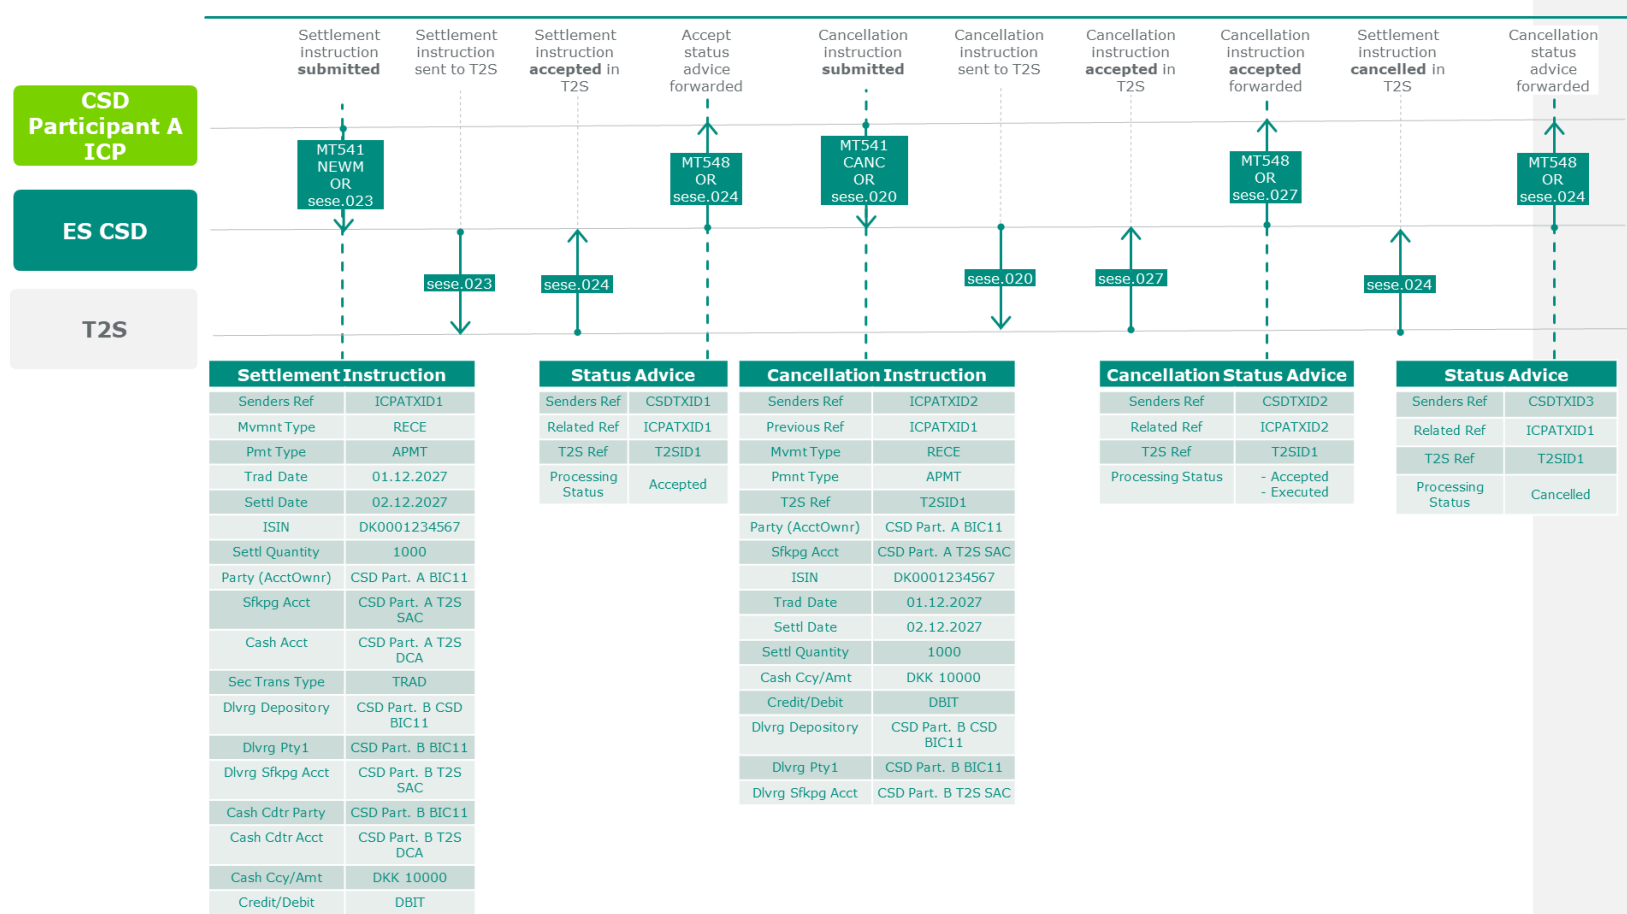 Settlement
instruction
submitted
Settlement
instruction
sent to T2S
Settlement
instruction
accepted in
T2S
Accept
status
advice
forwarded
Cancellation
instruction
submitted
Cancellation
instruction
sent to T2S
Cancellation
instruction
accepted in
T2S
Cancellation
instruction
accepted
forwarded
Settlement
instruction
cancelled in
T2S
Cancellation
status
advice
forwarded
CSD
Participant A
ICP
MT541
NEWM
OR
sese.023
MT548
OR
sese.024
MT541
CANC
OR
sese.020
MT548
OR
sese.027
MT548
OR
sese.024
ES CSD
sese.023
sese.024
sese.020
sese.027
sese.024
T2S
Settlement Instruction
Senders Ref ICPATXID1
Mvmnt Type RECE
Pmt Type APMT
Trad Date 01.12.2027
Settl Date 02.12.2027
ISIN DK0001234567
Settl Quantity 1000
Party (AcctOwnr) CSD Part. A BIC11
Sfkpg Acct CSD Part. A T2S
SAC
Cash Acct CSD Part. A T2S
DCA
Sec Trans Type TRAD
Dlvrg Depository CSD Part. B CSD
BIC11
Dlvrg Pty1 CSD Part. B BIC11
Dlvrg Sfkpg Acct CSD Part. B T2S
SAC
Cash Cdtr Party CSD Part. B BIC11
Cash Cdtr Acct CSD Part. B T2S
DCA
Cash Ccy/Amt DKK 10000
Credit/Debit DBIT
Status Advice
Senders Ref CSDTXID1
Related Ref ICPATXID1
T2S Ref T2SID1
Processing
Status Accepted
Cancellation Instruction
Senders Ref ICPATXID2
Previous Ref ICPATXID1
Mvmt Type RECE
Pmnt Type APMT
T2S Ref T2SID1
Party (AcctOwnr) CSD Part. A BIC11
Sfkpg Acct CSD Part. A T2S SAC
ISIN DK0001234567
Trad Date 01.12.2027
Settl Date 02.12.2027
Settl Quantity 1000
Cash Ccy/Amt DKK 10000
Credit/Debit DBIT
Dlvrg Depository CSD Part. B CSD
BIC11
Dlvrg Pty1 CSD Part. B BIC11
Dlvrg Sfkpg Acct CSD Part. B T2S SAC
Cancellation Status Advice
Senders Ref CSDTXID2
Related Ref ICPATXID2
T2S Ref T2SID1
Processing Status - Accepted
- Executed
Status Advice
Senders Ref CSDTXID3
Related Ref ICPATXID1
T2S Ref T2SID1
Processing
Status Cancelled